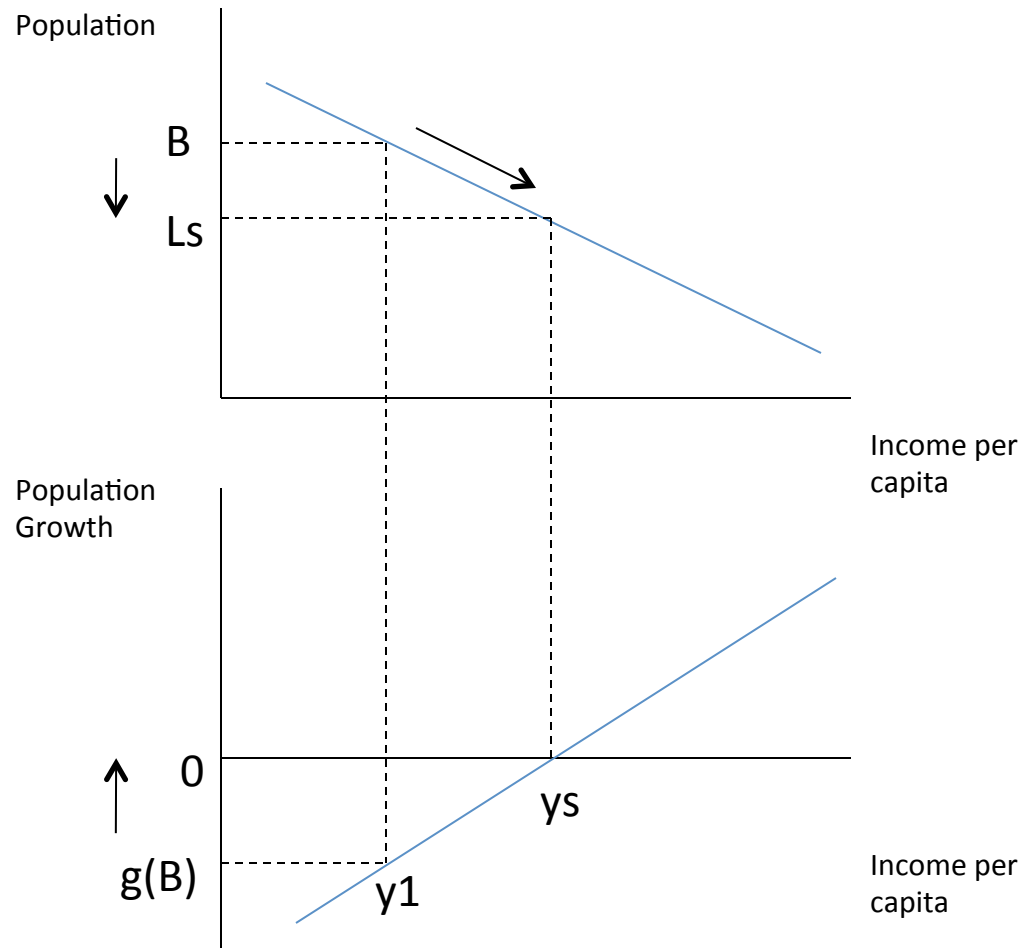 Population
B
Ls
Income per
capita
Population
Growth
0
ys
g(B)
y1
Income per
capita